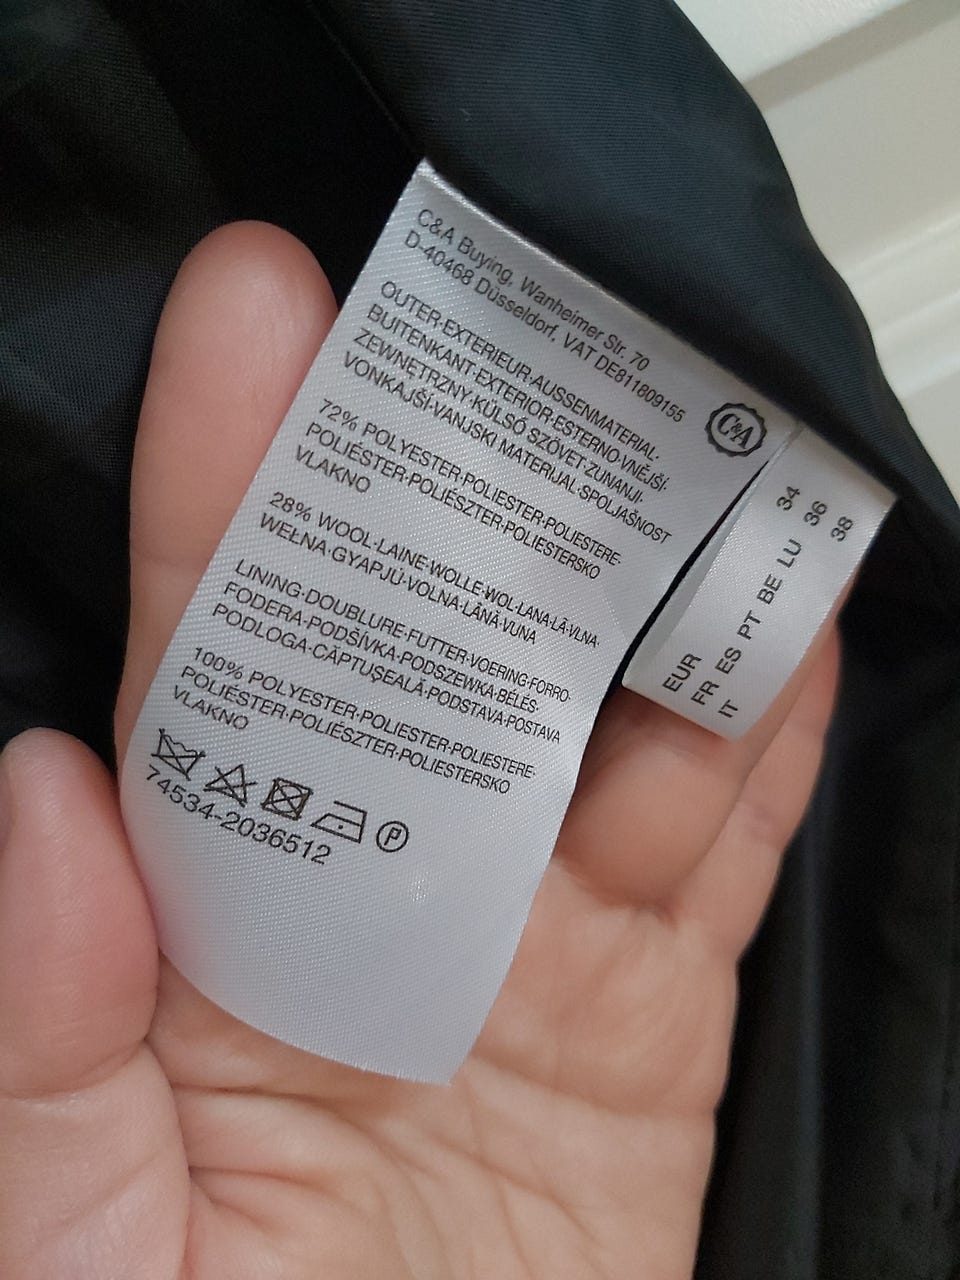 C&A Buying, Wanheimer Str. 70
D-40468 Düsseldorf, VAT DE811809155
C&A
OUTER·EXTERIEUR·AUSSENMATERIAL·
BUITENKANT·EXTERIOR·ESTERNO·VNĚJŠÍ·
ZEWNĘTRZNY·KÜLSŐ SZÖVET·ZUNANJI·
VONKAJŠÍ·VANJSKI MATERIJAL·SPOLJAŠNOST
72% POLYESTER·POLIESTER·POLIESTERE·
POLIÉSTER·POLIÉSZTER·POLIESTERSKO
VLAKNO
28% WOOL·LAINE·WOLLE·WOL·LANA·LÃ·VLNA·
WEŁNA·GYAPJÚ·VOLNA·LÂNĂ·VUNA
LINING·DOUBLURE·FUTTER·VOERING·FORRO·
FODERA·PODŠÍVKA·PODSZEWKA·BÉLÉS·
PODLOGA·CĂPTUŞEALĂ·PODSTAVA·POSTAVA
100% POLYESTER·POLIESTER·POLIESTERE·
POLIÉSTER·POLIÉSZTER·POLIESTERSKO
VLAKNO
P
74534-2036512
EUR 34
FR ES PT BE LU 36
IT 38